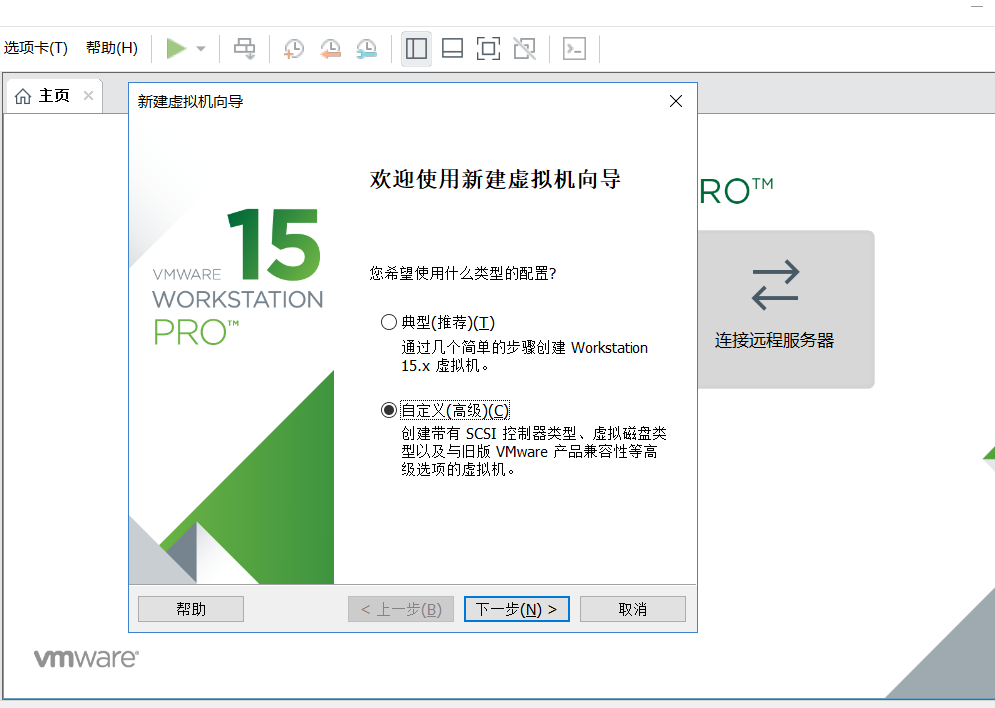 选项卡(T) 帮助(H)
主页
新建虚拟机向导
欢迎使用新建虚拟机向导
15
VMWARE
WORKSTATION
PRO™
RO™
您希望使用什么类型的配置?
典型(推荐)(T)
通过几个简单的步骤创建 Workstation
15.x 虚拟机。
连接远程服务器
自定义(高级)(C)
创建带有 SCSI 控制器类型、虚拟磁盘类
型以及与旧版 VMware 产品兼容性等高
级选项的虚拟机。
帮助 < 上一步(B) 下一步(N) > 取消
vmware®